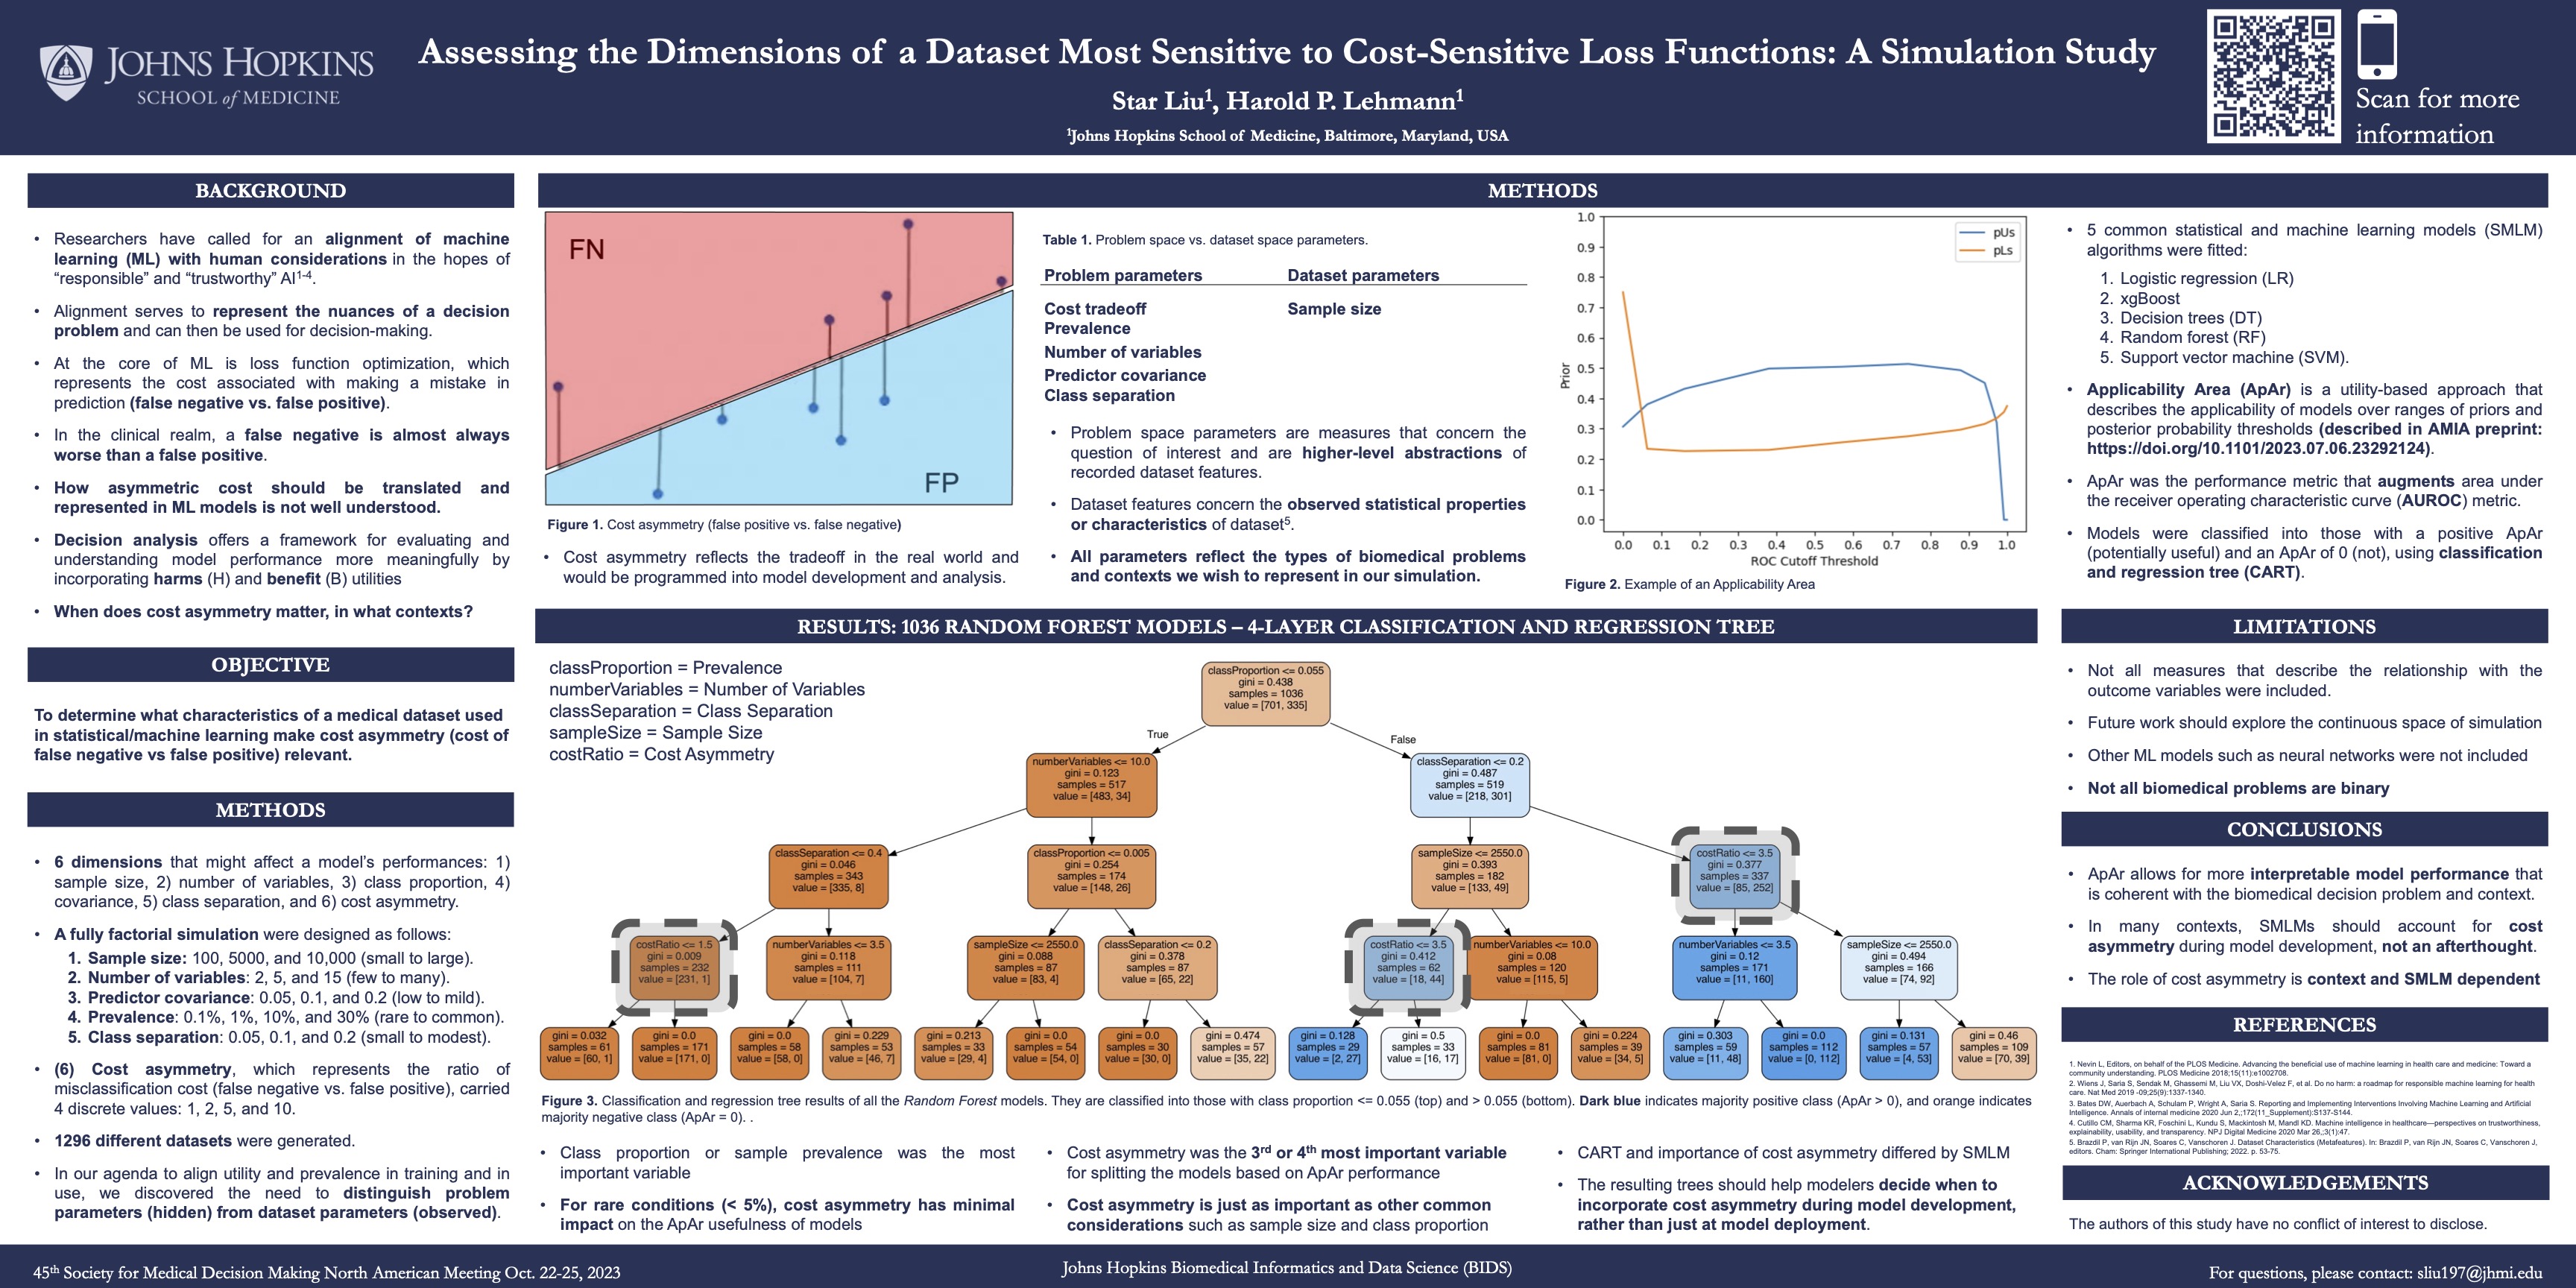 JOHNS HOPKINS
SCHOOL of MEDICINE
Assessing the Dimensions of a Dataset Most Sensitive to Cost-Sensitive Loss Functions: A Simulation Study
Star Liu1, Harold P. Lehmann1
1Johns Hopkins School of Medicine, Baltimore, Maryland, USA
Scan for more
information
BACKGROUND
• Researchers have called for an alignment of machine
learning (ML) with human considerations in the hopes of
“responsible” and “trustworthy” AI1-4.
• Alignment serves to represent the nuances of a decision
problem and can then be used for decision-making.
• At the core of ML is loss function optimization, which
represents the cost associated with making a mistake in
prediction (false negative vs. false positive).
• In the clinical realm, a false negative is almost always
worse than a false positive.
• How asymmetric cost should be translated and
represented in ML models is not well understood.
• Decision analysis offers a framework for evaluating and
understanding model performance more meaningfully by
incorporating harms (H) and benefit (B) utilities
• When does cost asymmetry matter, in what contexts?
OBJECTIVE
To determine what characteristics of a medical dataset used
in statistical/machine learning make cost asymmetry (cost of
false negative vs false positive) relevant.
METHODS
• 6 dimensions that might affect a model’s performances: 1)
sample size, 2) number of variables, 3) class proportion, 4)
covariance, 5) class separation, and 6) cost asymmetry.
• A fully factorial simulation were designed as follows:
1. Sample size: 100, 5000, and 10,000 (small to large).
2. Number of variables: 2, 5, and 15 (few to many).
3. Predictor covariance: 0.05, 0.1, and 0.2 (low to mild).
4. Prevalence: 0.1%, 1%, 10%, and 30% (rare to common).
5. Class separation: 0.05, 0.1, and 0.2 (small to modest).
• (6) Cost asymmetry, which represents the ratio of
misclassification cost (false negative vs. false positive), carried
4 discrete values: 1, 2, 5, and 10.
• 1296 different datasets were generated.
• In our agenda to align utility and prevalence in training and in
use, we discovered the need to distinguish problem
parameters (hidden) from dataset parameters (observed).
METHODS
FN
FP
Figure 1. Cost asymmetry (false positive vs. false negative)
• Cost asymmetry reflects the tradeoff in the real world and
would be programmed into model development and analysis.
Table 1. Problem space vs. dataset space parameters.
Problem parameters Dataset parameters
Cost tradeoff Sample size
Prevalence
Number of variables
Predictor covariance
Class separation
• Problem space parameters are measures that concern the
question of interest and are higher-level abstractions of
recorded dataset features.
• Dataset features concern the observed statistical properties
or characteristics of dataset5.
• All parameters reflect the types of biomedical problems
and contexts we wish to represent in our simulation.
1.0
0.9
0.8
0.7
0.6
0.5
0.4
0.3
0.2
0.1
0.0
Prior
pUs
pLs
0.0 0.1 0.2 0.3 0.4 0.5 0.6 0.7 0.8 0.9 1.0
ROC Cutoff Threshold
Figure 2. Example of an Applicability Area
• 5 common statistical and machine learning models (SMLM)
algorithms were fitted:
1. Logistic regression (LR)
2. xgBoost
3. Decision trees (DT)
4. Random forest (RF)
5. Support vector machine (SVM).
• Applicability Area (ApAr) is a utility-based approach that
describes the applicability of models over ranges of priors and
posterior probability thresholds (described in AMIA preprint:
https://doi.org/10.1101/2023.07.06.23292124).
• ApAr was the performance metric that augments area under
the receiver operating characteristic curve (AUROC) metric.
• Models were classified into those with a positive ApAr
(potentially useful) and an ApAr of 0 (not), using classification
and regression tree (CART).
RESULTS: 1036 RANDOM FOREST MODELS – 4-LAYER CLASSIFICATION AND REGRESSION TREE
classProportion = Prevalence
numberVariables = Number of Variables
classSeparation = Class Separation
sampleSize = Sample Size
costRatio = Cost Asymmetry
classProportion <= 0.055
gini = 0.438
samples = 1036
value = [701, 335]
True
False
numberVariables <= 10.0
gini = 0.123
samples = 517
value = [483, 34]
classSeparation <= 0.2
gini = 0.487
samples = 519
value = [218, 301]
classSeparation <= 0.4
gini = 0.046
samples = 343
value = [335, 8]
classProportion <= 0.005
gini = 0.254
samples = 174
value = [148, 26]
sampleSize <= 2550.0
gini = 0.393
samples = 182
value = [133, 49]
costRatio <= 3.5
gini = 0.377
samples = 337
value = [85, 252]
costRatio <= 1.5
gini = 0.009
samples = 232
value = [231, 1]
numberVariables <= 3.5
gini = 0.118
samples = 111
value = [104, 7]
sampleSize <= 2550.0
gini = 0.088
samples = 87
value = [83, 4]
classSeparation <= 0.2
gini = 0.378
samples = 87
value = [65, 22]
costRatio <= 3.5
gini = 0.412
samples = 62
value = [18, 44]
numberVariables <= 10.0
gini = 0.08
samples = 120
value = [115, 5]
numberVariables <= 3.5
gini = 0.12
samples = 171
value = [11, 160]
sampleSize <= 2550.0
gini = 0.494
samples = 166
value = [74, 92]
gini = 0.032
samples = 61
value = [60, 1]
gini = 0.0
samples = 171
value = [171, 0]
gini = 0.0
samples = 58
value = [58, 0]
gini = 0.229
samples = 53
value = [46, 7]
gini = 0.213
samples = 33
value = [29, 4]
gini = 0.0
samples = 54
value = [54, 0]
gini = 0.0
samples = 30
value = [30, 0]
gini = 0.474
samples = 57
value = [35, 22]
gini = 0.128
samples = 29
value = [2, 27]
gini = 0.5
samples = 33
value = [16, 17]
gini = 0.0
samples = 81
value = [81, 0]
gini = 0.224
samples = 39
value = [34, 5]
gini = 0.303
samples = 59
value = [11, 48]
gini = 0.0
samples = 112
value = [0, 112]
gini = 0.131
samples = 57
value = [4, 53]
gini = 0.46
samples = 109
value = [70, 39]
Figure 3. Classification and regression tree results of all the Random Forest models. They are classified into those with class proportion <= 0.055 (top) and > 0.055 (bottom). Dark blue indicates majority positive class (ApAr > 0), and orange indicates
majority negative class (ApAr = 0). .
• Class proportion or sample prevalence was the most
important variable
• For rare conditions (< 5%), cost asymmetry has minimal
impact on the ApAr usefulness of models
• Cost asymmetry was the 3rd or 4th most important variable
for splitting the models based on ApAr performance
• Cost asymmetry is just as important as other common
considerations such as sample size and class proportion
• CART and importance of cost asymmetry differed by SMLM
• The resulting trees should help modelers decide when to
incorporate cost asymmetry during model development,
rather than just at model deployment.
LIMITATIONS
• Not all measures that describe the relationship with the
outcome variables were included.
• Future work should explore the continuous space of simulation
• Other ML models such as neural networks were not included
• Not all biomedical problems are binary
CONCLUSIONS
• ApAr allows for more interpretable model performance that
is coherent with the biomedical decision problem and context.
• In many contexts, SMLMs should account for cost
asymmetry during model development, not an afterthought.
• The role of cost asymmetry is context and SMLM dependent
REFERENCES
1. Nevin L, Editors, on behalf of the PLOS Medicine. Advancing the beneficial use of machine learning in health care and medicine: Toward a
community understanding. PLOS Medicine 2018;15(11):e1002708.
2. Wiens J, Saria S, Sendak M, Ghassemi M, Liu VX, Doshi-Velez F, et al. Do no harm: a roadmap for responsible machine learning for health
care. Nat Med 2019 -09;25(9):1337-1340.
3. Bates DW, Auerbach A, Schulam P, Wright A, Saria S. Reporting and Implementing Interventions Involving Machine Learning and Artificial
Intelligence. Annals of internal medicine 2020 Jun 2,;172(11_Supplement):S137-S144.
4. Cutillo CM, Sharma KR, Foschini L, Kundu S, Mackintosh M, Mandl KD. Machine intelligence in healthcare—perspectives on trustworthiness,
explainability, usability, and transparency. NPJ Digital Medicine 2020 Mar 26,;3(1):47.
5. Brazdil P, van Rijn JN, Soares C, Vanschoren J. Dataset Characteristics (Metafeatures). In: Brazdil P, van Rijn JN, Soares C, Vanschoren J,
editors. Cham: Springer International Publishing; 2022. p. 53-75.
ACKNOWLEDGEMENTS
The authors of this study have no conflict of interest to disclose.
45th Society for Medical Decision Making North American Meeting Oct. 22-25, 2023
Johns Hopkins Biomedical Informatics and Data Science (BIDS)
For questions, please contact: sliu197@jhmi.edu